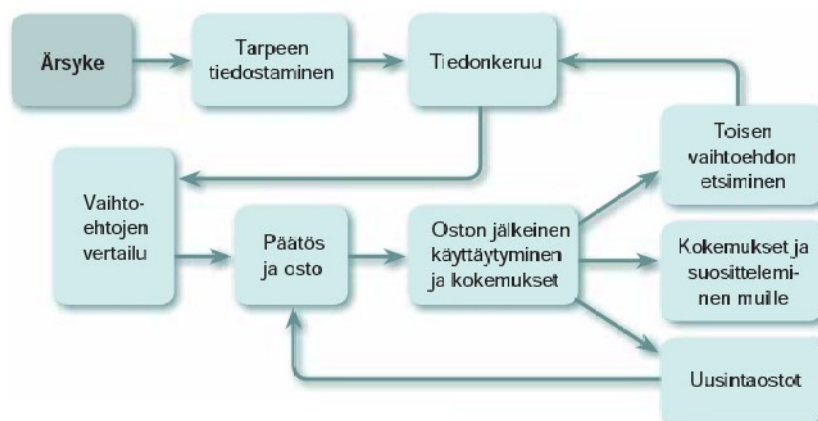 Ärsyke
Tarpeen
tiedostaminen
Tiedonkeruu
Toisen
vaihtoehdon
etsiminen
Vaihto-
ehtojen
vertailu
Päätös
ja osto
Oston jälkeinen
käyttäytyminen
ja kokemukset
Kokemukset ja
suosittelemi-
nen muille
Uusintaostot